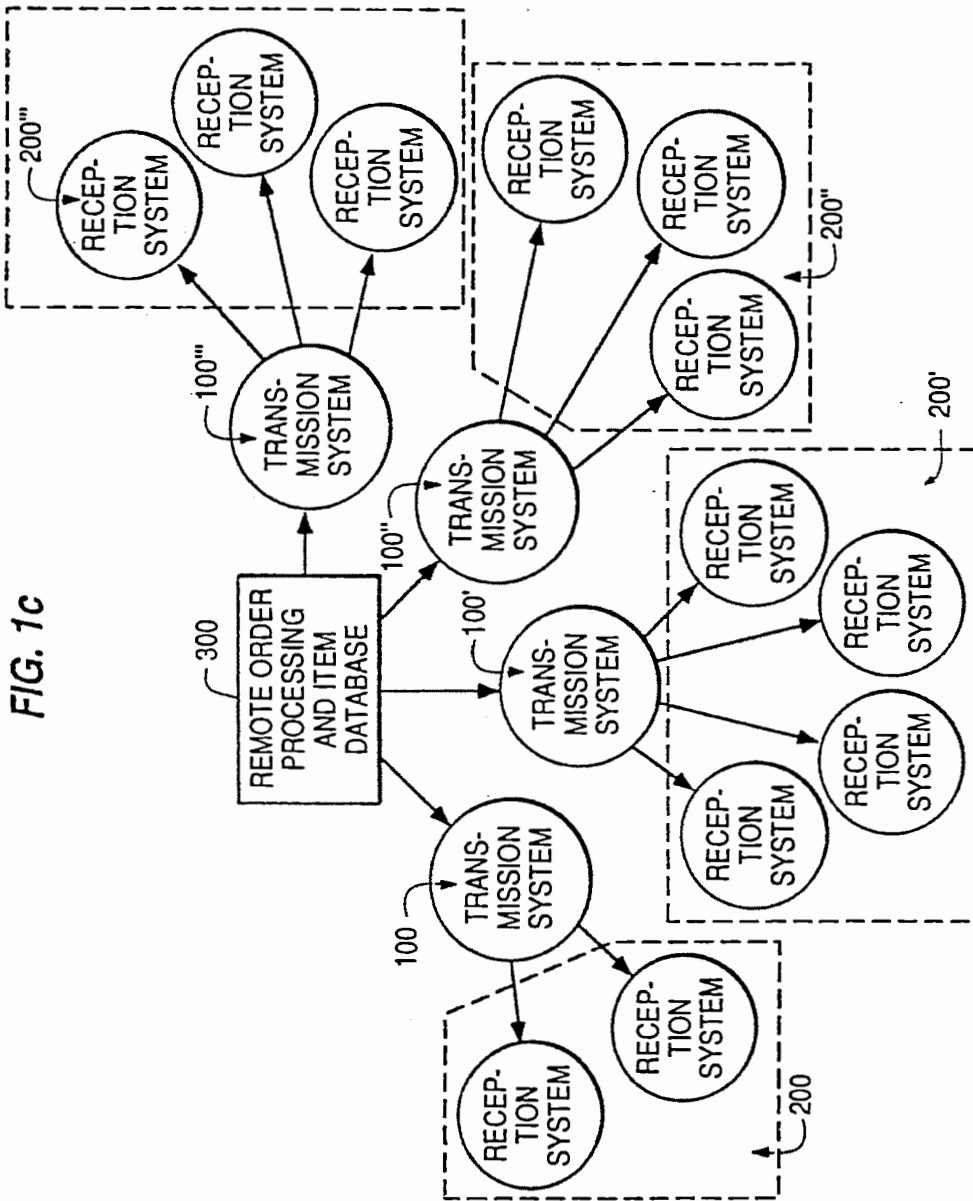 FIG. 1c
300
REMOTE ORDER
PROCESSING
AND ITEM
DATABASE
100
TRANS-
MISSION
SYSTEM
100'
TRANS-
MISSION
SYSTEM
100"
TRANS-
MISSION
SYSTEM
100'''
TRANS-
MISSION
SYSTEM
200
RECEP-
TION
SYSTEM
RECEP-
TION
SYSTEM
200'
RECEP-
TION
SYSTEM
RECEP-
TION
SYSTEM
RECEP-
TION
SYSTEM
RECEP-
TION
SYSTEM
200"
RECEP-
TION
SYSTEM
RECEP-
TION
SYSTEM
RECEP-
TION
SYSTEM
200'''
RECEP-
TION
SYSTEM
RECEP-
TION
SYSTEM
RECEP-
TION
SYSTEM